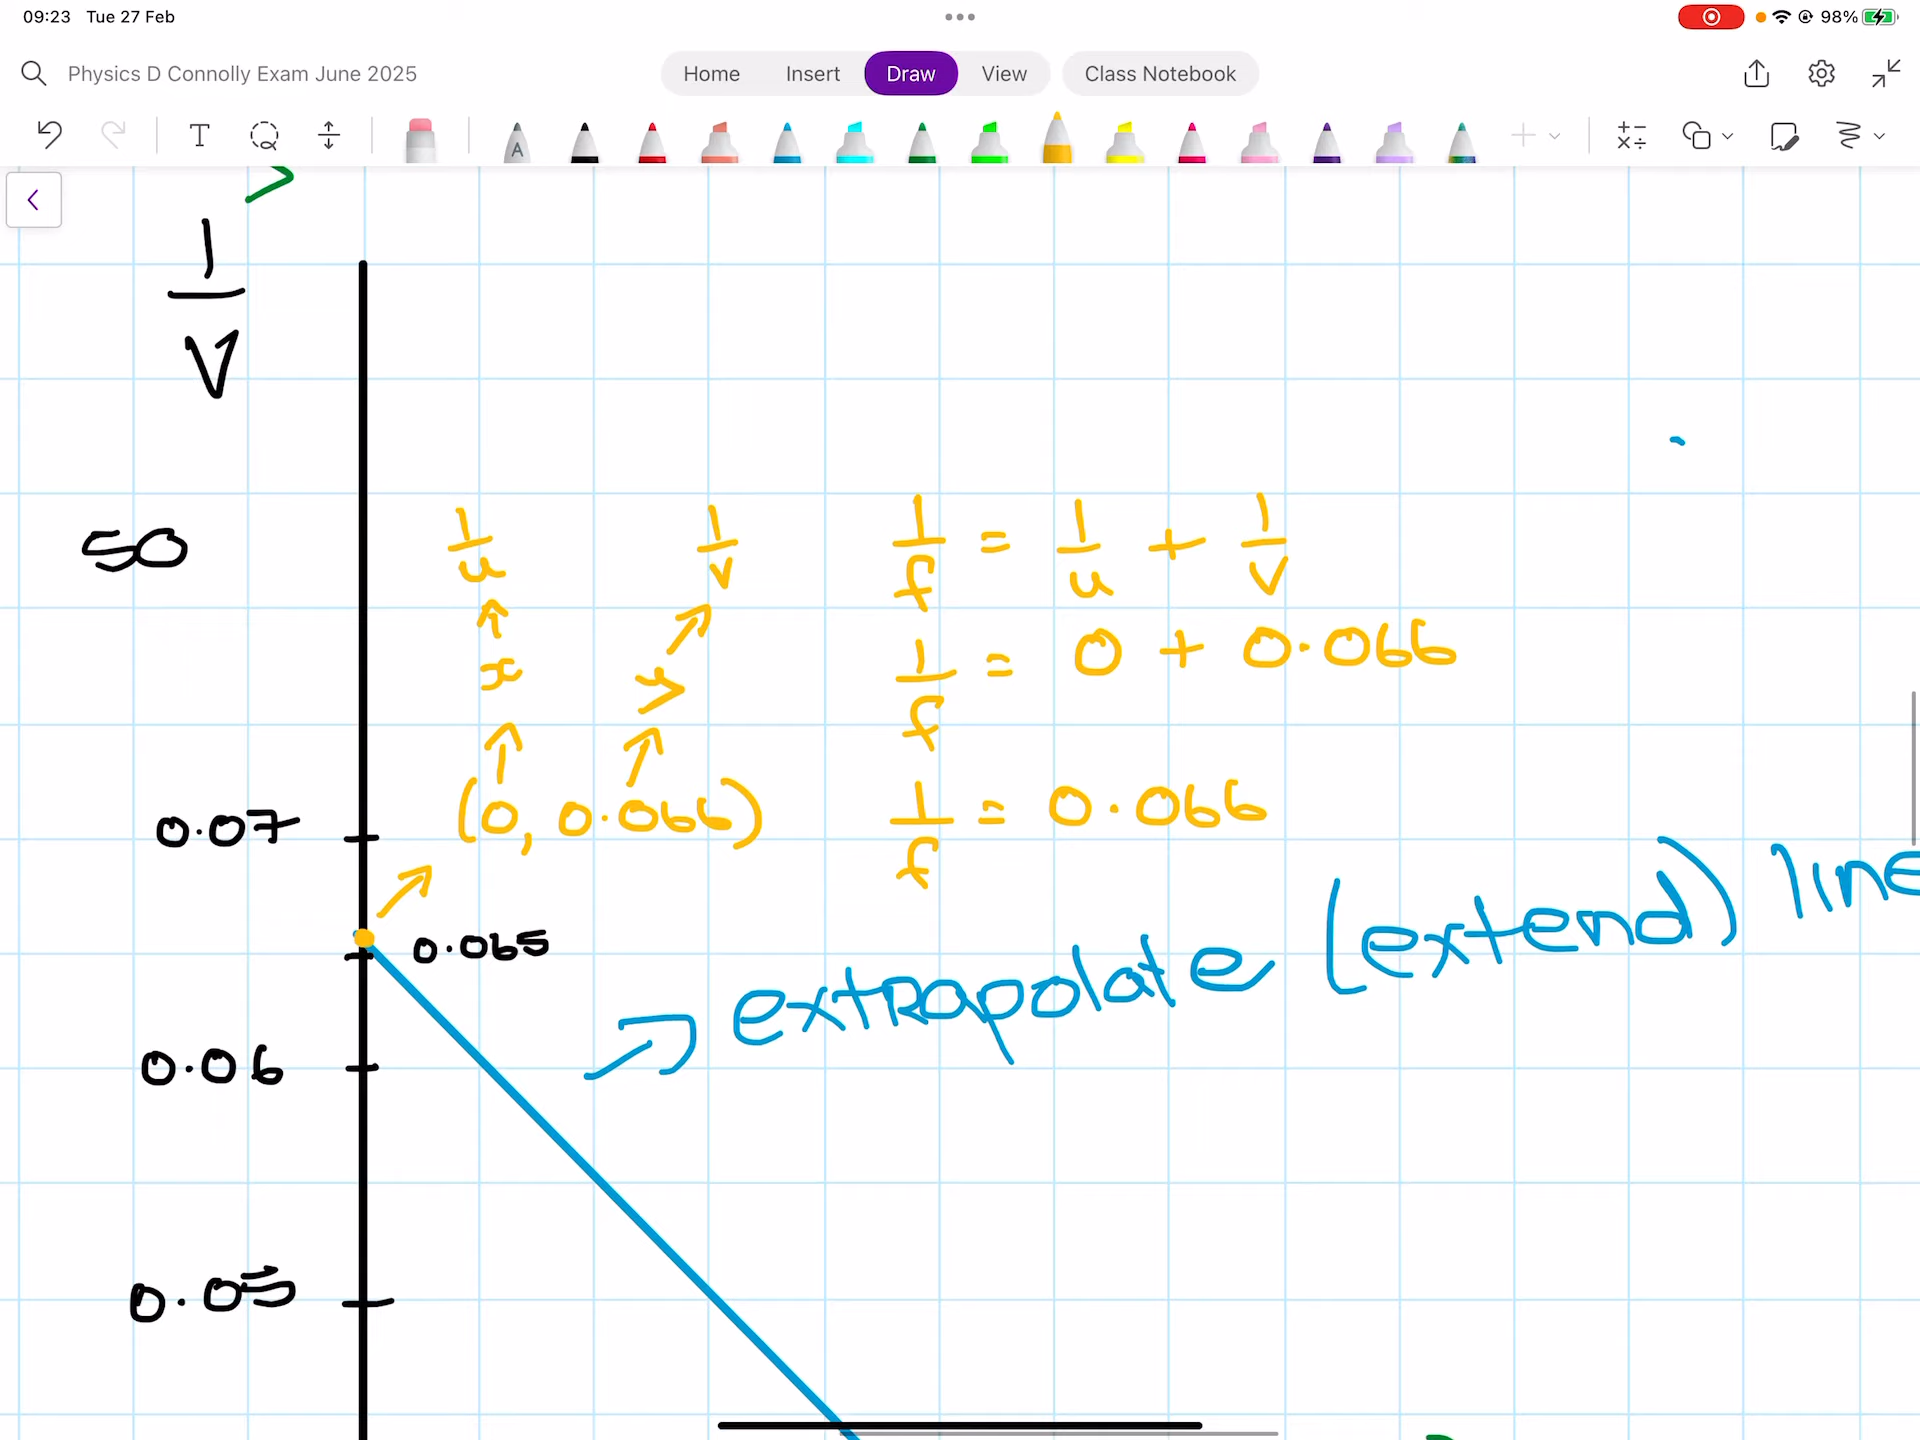 09:23 Tue 27 Feb
98%
Physics D Connolly Exam June 2025
Home Insert Draw View Class Notebook
T
A
1/V
50
1/u 1/v
1/f = 1/u + 1/V
x y
1/f = 0 + 0.066
(0, 0.066)
1/f = 0.066
0.07
extrapolate (extend) line
0.065
0.06
0.05